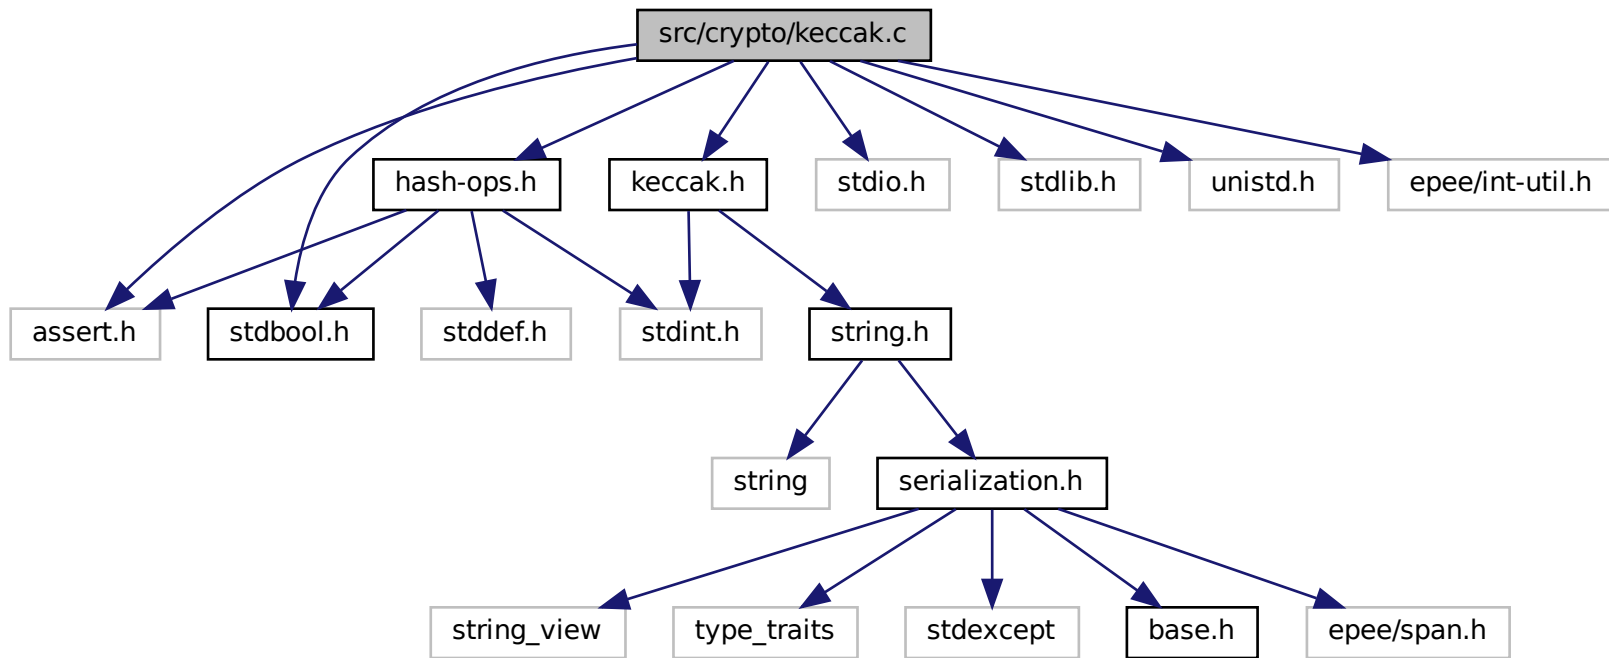 src/crypto/keccak.c
hash-ops.h
keccak.h
stdio.h
stdlib.h
unistd.h
epee/int-util.h
assert.h
stdbool.h
stddef.h
stdint.h
string.h
string
serialization.h
string_view
type_traits
stdexcept
base.h
epee/span.h